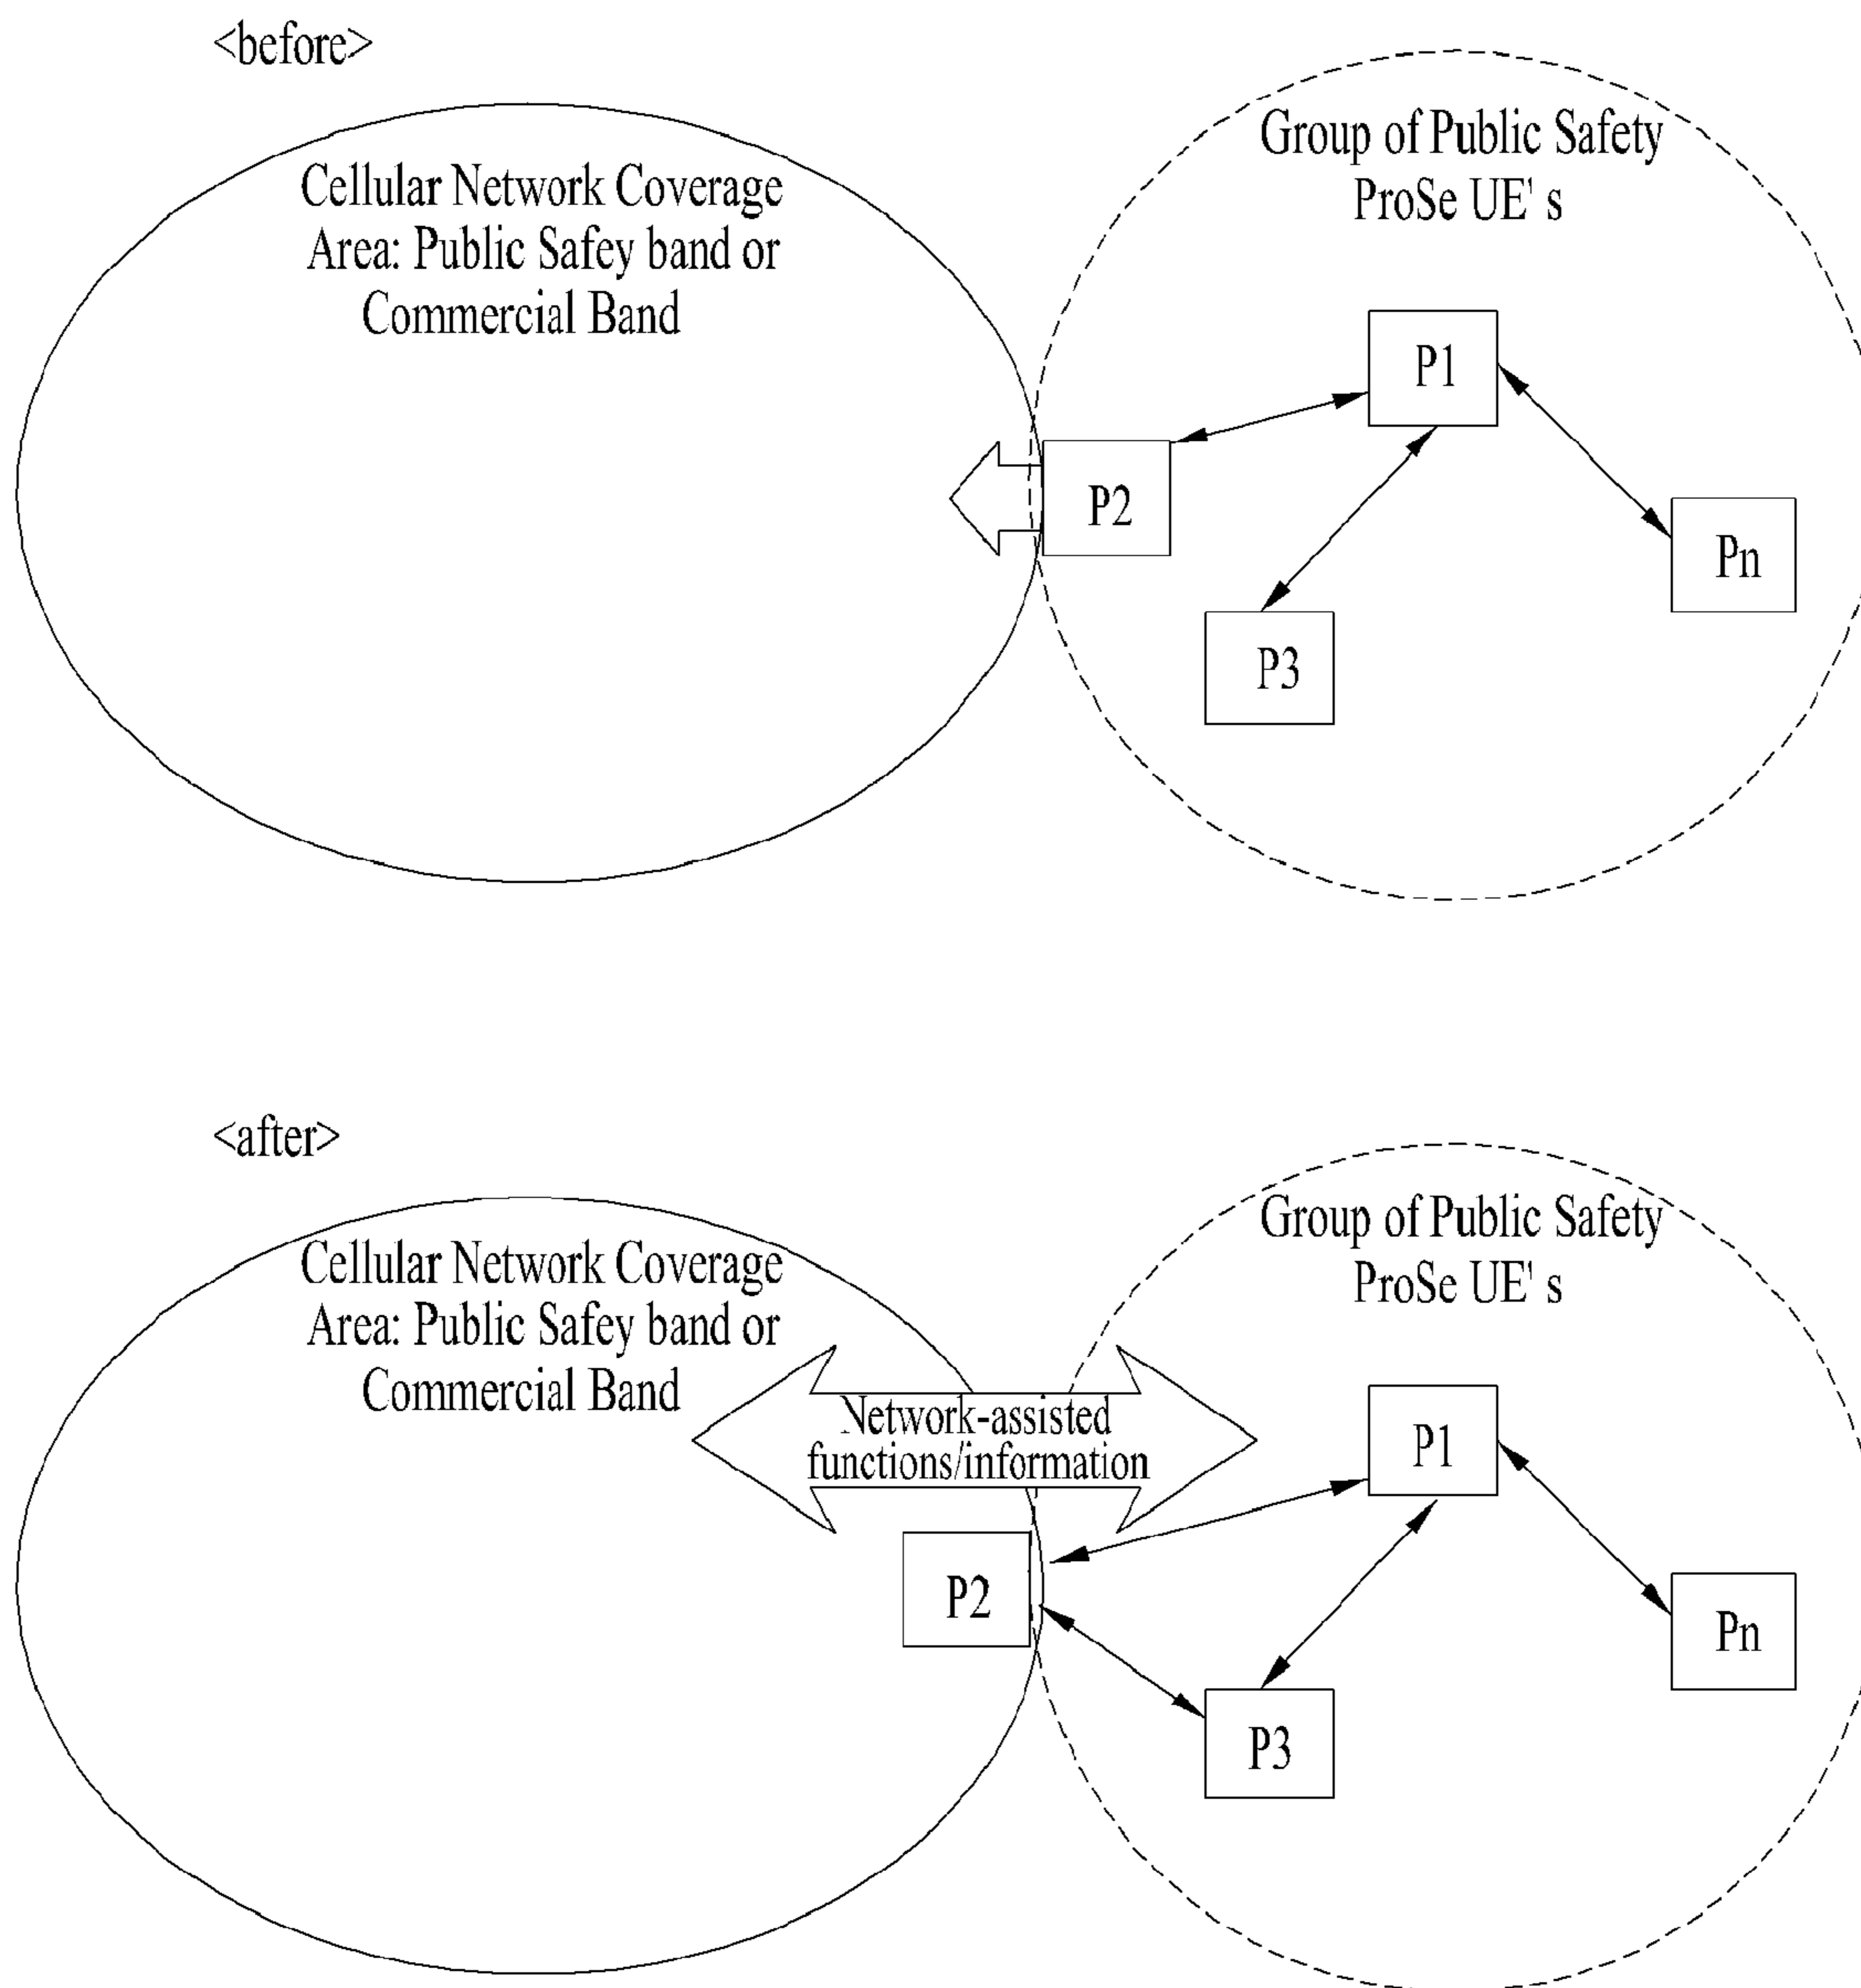 <before>
Cellular Network Coverage
Area: Public Safey band or
Commercial Band
Group of Public Safety
ProSe UE' s
P1
P2
Pn
P3
<after>
Cellular Network Coverage
Area: Public Safey band or
Commercial Band
Group of Public Safety
ProSe UE' s
Network-assisted
functions/information
P1
P2
Pn
P3